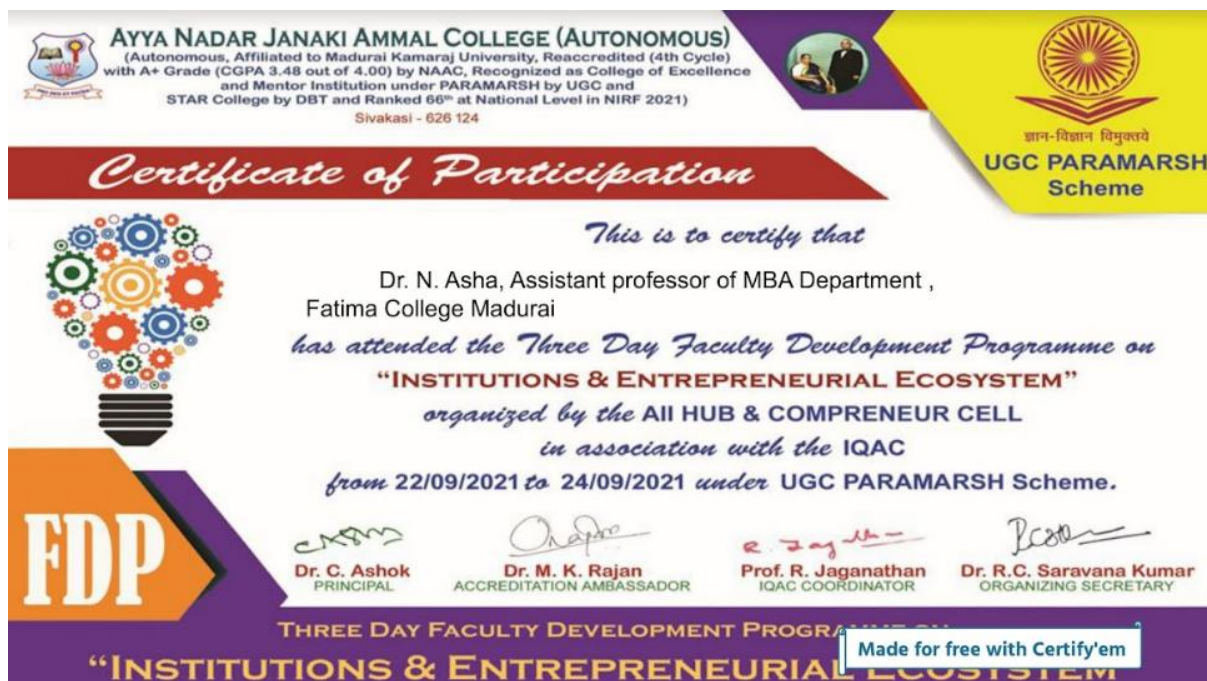 AYYA NADAR JANAKI AMMAL COLLEGE (AUTONOMOUS)
(Autonomous, Affiliated to Madurai Kamaraj University, Reaccredited (4th Cycle)
with A+ Grade (CGPA 3.48 out of 4.00) by NAAC, Recognized as College of Excellence
and Mentor Institution under PARAMARSH by UGC and
STAR College by DBT and Ranked 66th at National Level in NIRF 2021)
Sivakasi - 626 124
ज्ञान-विज्ञान विमुक्तये
UGC PARAMARSH
Scheme
Certificate of Participation
This is to certify that
Dr. N. Asha, Assistant professor of MBA Department ,
Fatima College Madurai
has attended the Three Day Faculty Development Programme on
“INSTITUTIONS & ENTREPRENEURIAL ECOSYSTEM”
organized by the AII HUB & COMPRENEUR CELL
in association with the IQAC
from 22/09/2021 to 24/09/2021 under UGC PARAMARSH Scheme.
FDP
Dr. C. Ashok
PRINCIPAL
Dr. M. K. Rajan
ACCREDITATION AMBASSADOR
Prof. R. Jaganathan
IQAC COORDINATOR
Dr. R.C. Saravana Kumar
ORGANIZING SECRETARY
THREE DAY FACULTY DEVELOPMENT
“INSTITUTIONS & ENTREPRENEURIAL ECOSYSTEM
Made for free with Certify'em